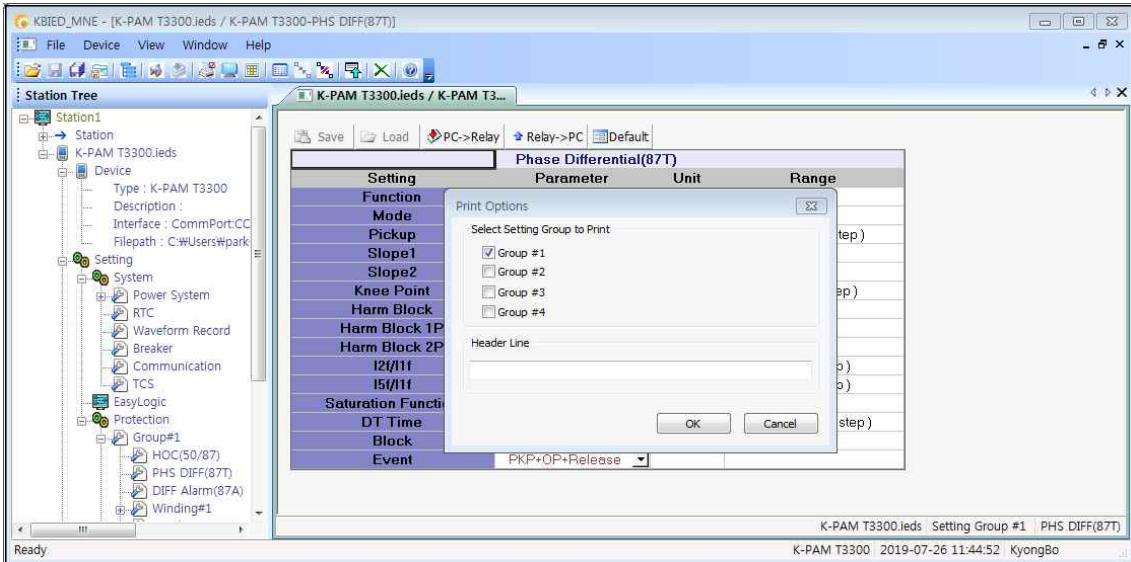 KBIED_MNE - [K-PAM T3300.ieds / K-PAM T3300-PHS DIFF(87T)]
File Device View Window Help
Station Tree
K-PAM T3300.ieds / K-PAM T3...
Station1
Station
K-PAM T3300.ieds
Device
Type : K-PAM T3300
Description :
Interface : CommPort:CC
Filepath : C:₩Users₩park
Setting
System
Power System
RTC
Waveform Record
Breaker
Communication
TCS
EasyLogic
Protection
Group#1
HOC(50/87)
PHS DIFF(87T)
DIFF Alarm(87A)
Winding#1
Save Load PC->Relay Relay->PC Default
Phase Differential(87T)
Setting Parameter Unit Range
Function
Mode
Pickup tep )
Slope1
Slope2
Knee Point ep )
Harm Block
Harm Block 1P
Harm Block 2P
I2f/I1f p )
I5f/I1f p )
Saturation Functi
DT Time step )
Block
Event PKP+OP+Release
Print Options
Select Setting Group to Print
Group #1
Group #2
Group #3
Group #4
Header Line
OK Cancel
K-PAM T3300.ieds Setting Group #1 PHS DIFF(87T)
Ready K-PAM T3300 2019-07-26 11:44:52 KyongBo